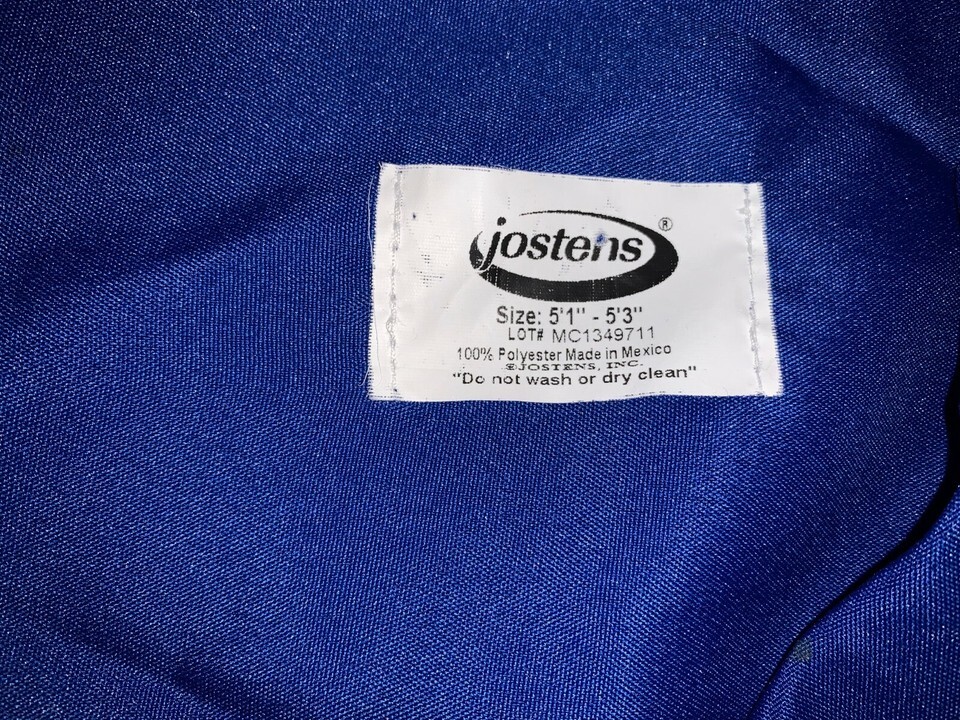 jostens®
Size: 5'1" - 5'3"
LOT# MC1349711
100% Polyester Made in Mexico
©JOSTENS, INC.
"Do not wash or dry clean"